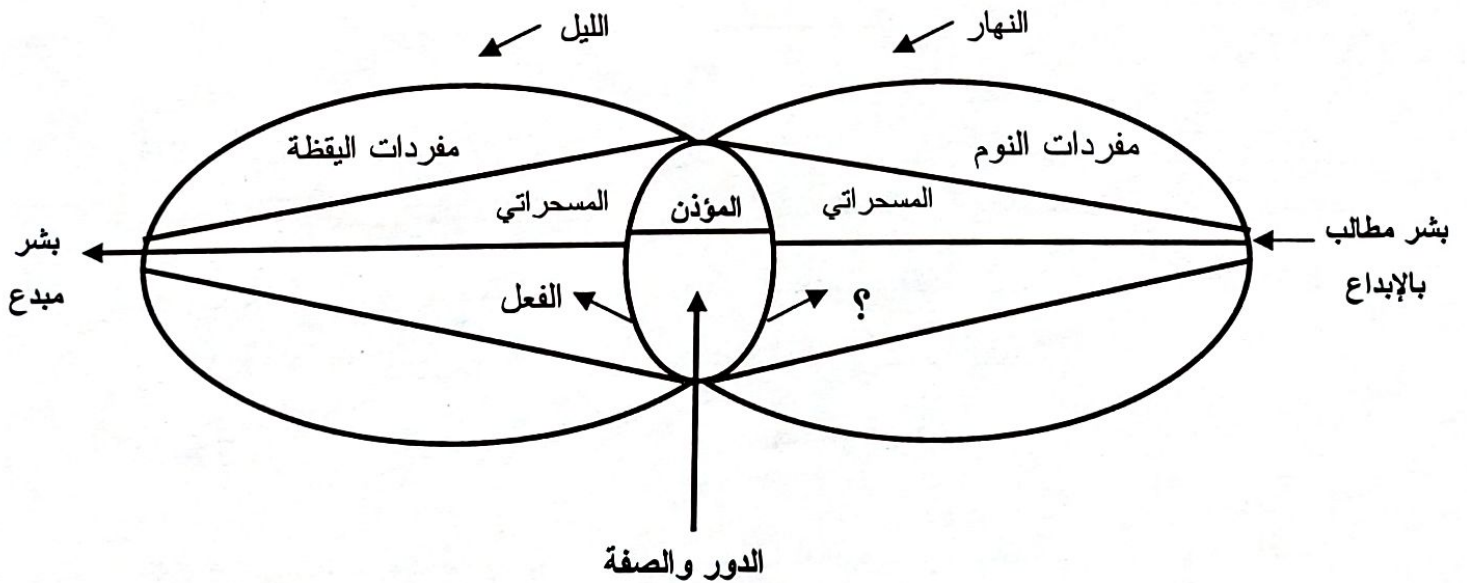 النهار
الليل
مفردات النوم
مفردات اليقظة
المسحراتي
المؤذن
المسحراتي
بشر مطالب
بالإبداع
بشر
مبدع
؟
الفعل
الدور والصفة